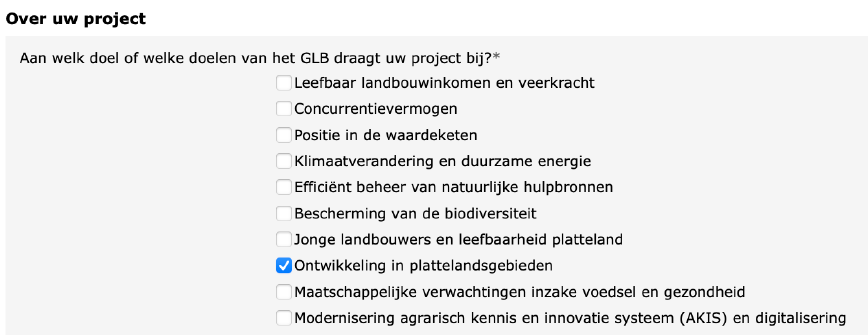 Over uw project
Aan welk doel of welke doelen van het GLB draagt uw project bij?*
Leefbaar landbouwinkomen en veerkracht
Concurrentievermogen
Positie in de waardeketen
Klimaatverandering en duurzame energie
Efficiënt beheer van natuurlijke hulpbronnen
Bescherming van de biodiversiteit
Jonge landbouwers en leefbaarheid platteland
Ontwikkeling in plattelandsgebieden
Maatschappelijke verwachtingen inzake voedsel en gezondheid
Modernisering agrarisch kennis en innovatie systeem (AKIS) en digitalisering